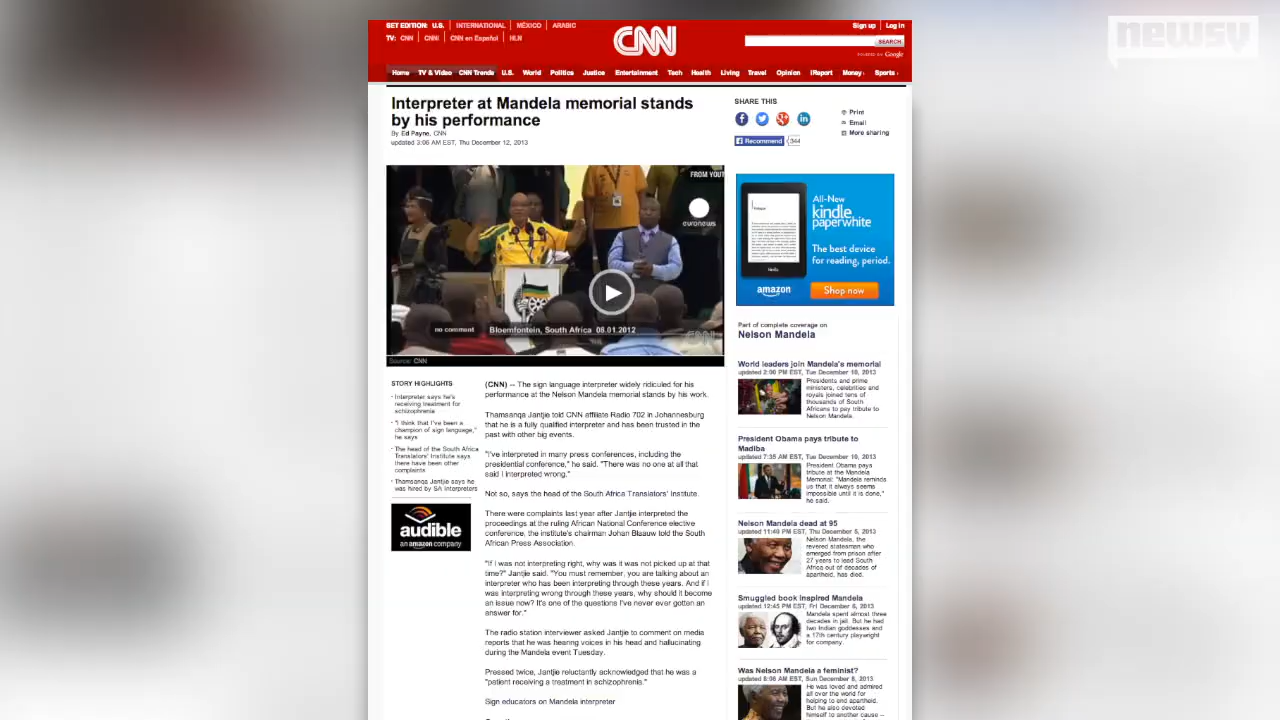 SET EDITION: U.S. INTERNATIONAL MÉXICO ARABIC
TV: CNN CNNi CNN en Español HLN
CNN
Sign up Log in
SEARCH
POWERED BY Google
newsy
Home TV & Video CNN Trends U.S. World Politics Justice Entertainment Tech Health Living Travel Opinion iReport Money Sports
Interpreter at Mandela memorial stands
by his performance
By Ed Payne, CNN
updated 3:06 AM EST, Thu December 12, 2013
SHARE THIS
Print
Email
More sharing
Recommend 344
FROM YOUT
euronews
no comment Bloemfontein, South Africa 08.01.2012
CNN
Source: CNN
All-New
kindle
paperwhite
The best device
for reading, period.
kindle
amazon Shop now
STORY HIGHLIGHTS
Interpreter says he's
receiving treatment for
schizophrenia
"I think that I've been a
champion of sign language,"
he says
The head of the South Africa
Translators' Institute says
there have been other
complaints
Thamsanqa Jantjie says he
was hired by SA Interpreters
audible
an amazon company
(CNN) -- The sign language interpreter widely ridiculed for his
performance at the Nelson Mandela memorial stands by his work.
Thamsanqa Jantjie told CNN affiliate Radio 702 in Johannesburg
that he is a fully qualified interpreter and has been trusted in the
past with other big events.
"I've interpreted in many press conferences, including the
presidential conference," he said. "There was no one at all that
said I interpreted wrong."
Not so, says the head of the South Africa Translators' Institute.
There were complaints last year after Jantjie interpreted the
proceedings at the ruling African National Conference elective
conference, the institute's chairman Johan Blaauw told the South
African Press Association.
"If I was not interpreting right, why was it not picked up at that
time?" Jantjie said. "You must remember, you are talking about an
interpreter who has been interpreting through these years. And if I
was interpreting wrong through these years, why should it become
an issue now? It's one of the questions I've never ever gotten an
answer for."
The radio station interviewer asked Jantjie to comment on media
reports that he was hearing voices in his head and hallucinating
during the Mandela event Tuesday.
Pressed twice, Jantjie reluctantly acknowledged that he was a
"patient receiving a treatment in schizophrenia."
Sign educators on Mandela interpreter
Part of complete coverage on
Nelson Mandela
World leaders join Mandela's memorial
updated 2:06 PM EST, Tue December 10, 2013
Presidents and prime
ministers, celebrities and
royals joined tens of
thousands of South
Africans to pay tribute to
Nelson Mandela.
President Obama pays tribute to
Madiba
updated 7:35 AM EST, Tue December 10, 2013
President Obama pays
tribute at the Mandela
Memorial: "Mandela reminds
us that it always seems
impossible until it is done,"
he said.
Nelson Mandela dead at 95
updated 11:49 PM EST, Thu December 5, 2013
Nelson Mandela, the
revered statesman who
emerged from prison after
27 years to lead South
Africa out of decades of
apartheid, has died.
Smuggled book inspired Mandela
updated 12:45 PM EST, Fri December 6, 2013
Mandela spent almost three
decades in jail. But he had
two Indian goddesses and
a 17th century playwright
for company.
Was Nelson Mandela a feminist?
updated 8:06 AM EST, Sun December 8, 2013
He was loved and admired
all over the world for
helping to end apartheid.
But he also devoted
himself to another cause --